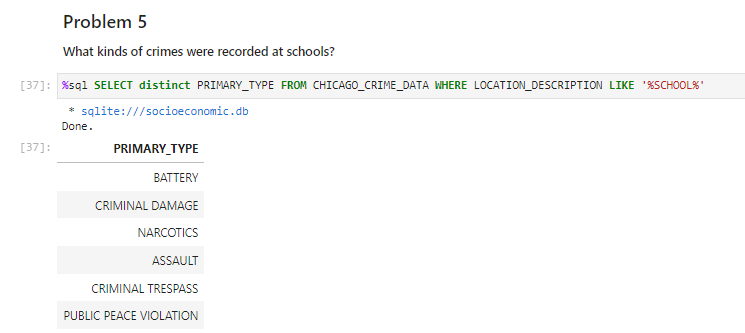 Problem 5
What kinds of crimes were recorded at schools?
[37]: %sql SELECT distinct PRIMARY_TYPE FROM CHICAGO_CRIME_DATA WHERE LOCATION_DESCRIPTION LIKE '%SCHOOL%'
* sqlite:///socioeconomic.db
Done.
[37]: PRIMARY_TYPE
BATTERY
CRIMINAL DAMAGE
NARCOTICS
ASSAULT
CRIMINAL TRESPASS
PUBLIC PEACE VIOLATION